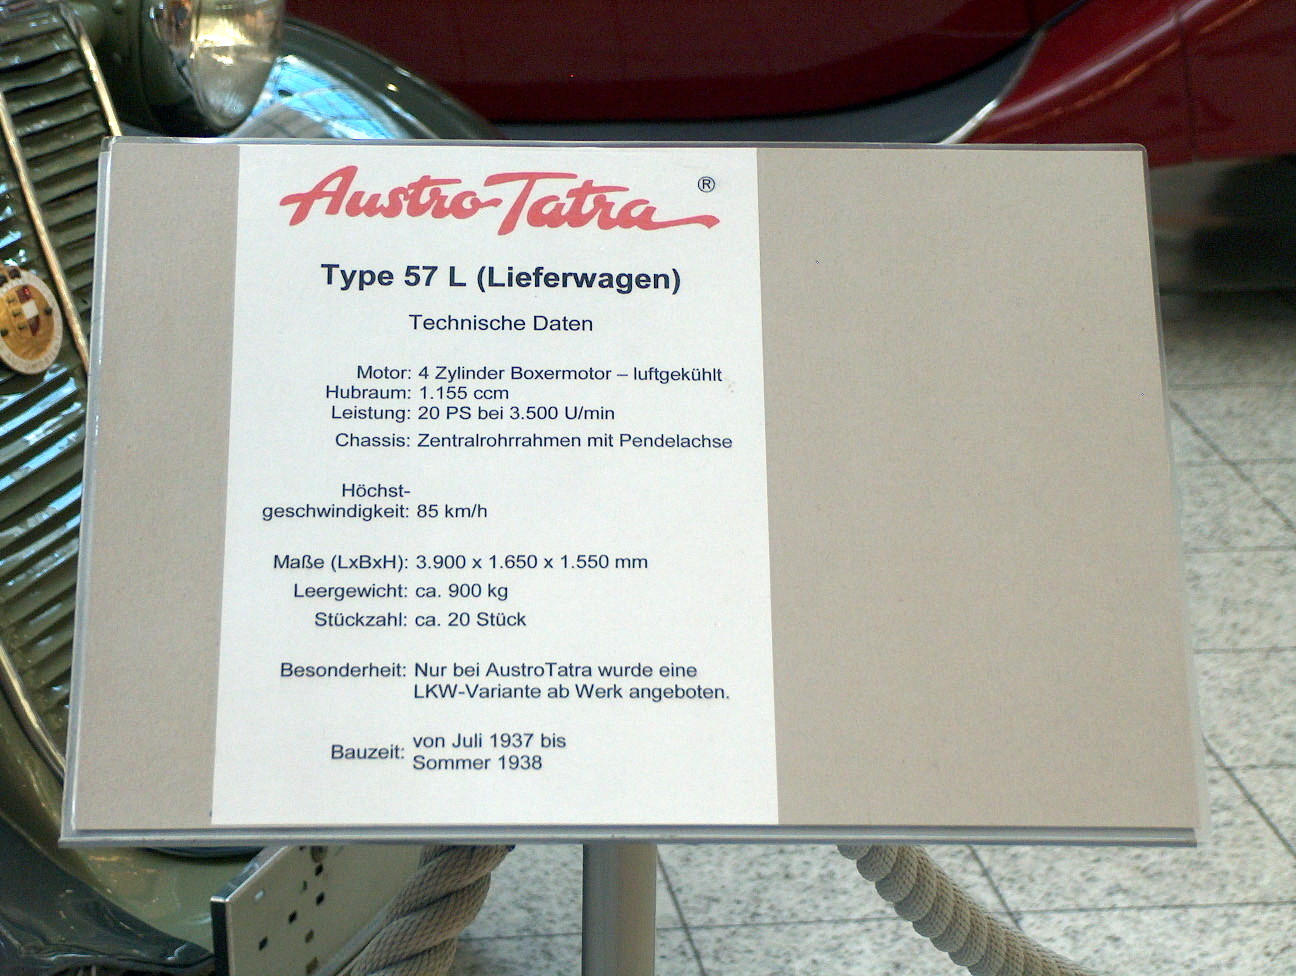 Austro-Tatra ®
Type 57 L (Lieferwagen)
Technische Daten
Motor: 4 Zylinder Boxermotor – luftgekühlt
Hubraum: 1.155 ccm
Leistung: 20 PS bei 3.500 U/min
Chassis: Zentralrohrrahmen mit Pendelachse
Höchst-
geschwindigkeit: 85 km/h
Maße (LxBxH): 3.900 x 1.650 x 1.550 mm
Leergewicht: ca. 900 kg
Stückzahl: ca. 20 Stück
Besonderheit: Nur bei AustroTatra wurde eine
LKW-Variante ab Werk angeboten.
Bauzeit: von Juli 1937 bis
Sommer 1938